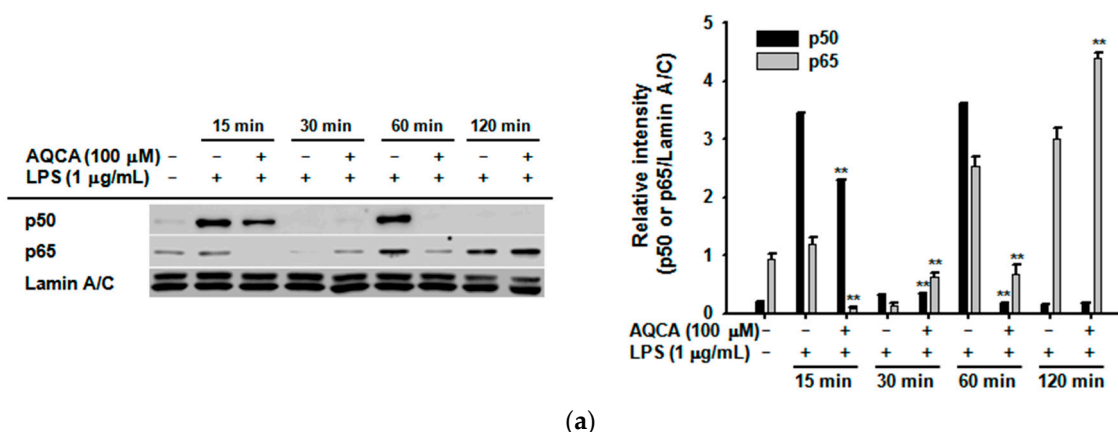 15 min 30 min 60 min 120 min
AQCA (100 μM) – – + – + – + – +
LPS (1 μg/mL) – + + + + + + + +
p50
p65
Lamin A/C
Relative intensity
(p50 or p65/Lamin A/C)
5
4
3
2
1
0
p50
p65
** ** ** ** ** ** **
AQCA (100 μM) – – + – + – + – +
LPS (1 μg/mL) – + + + + + + + +
15 min 30 min 60 min 120 min
(a)